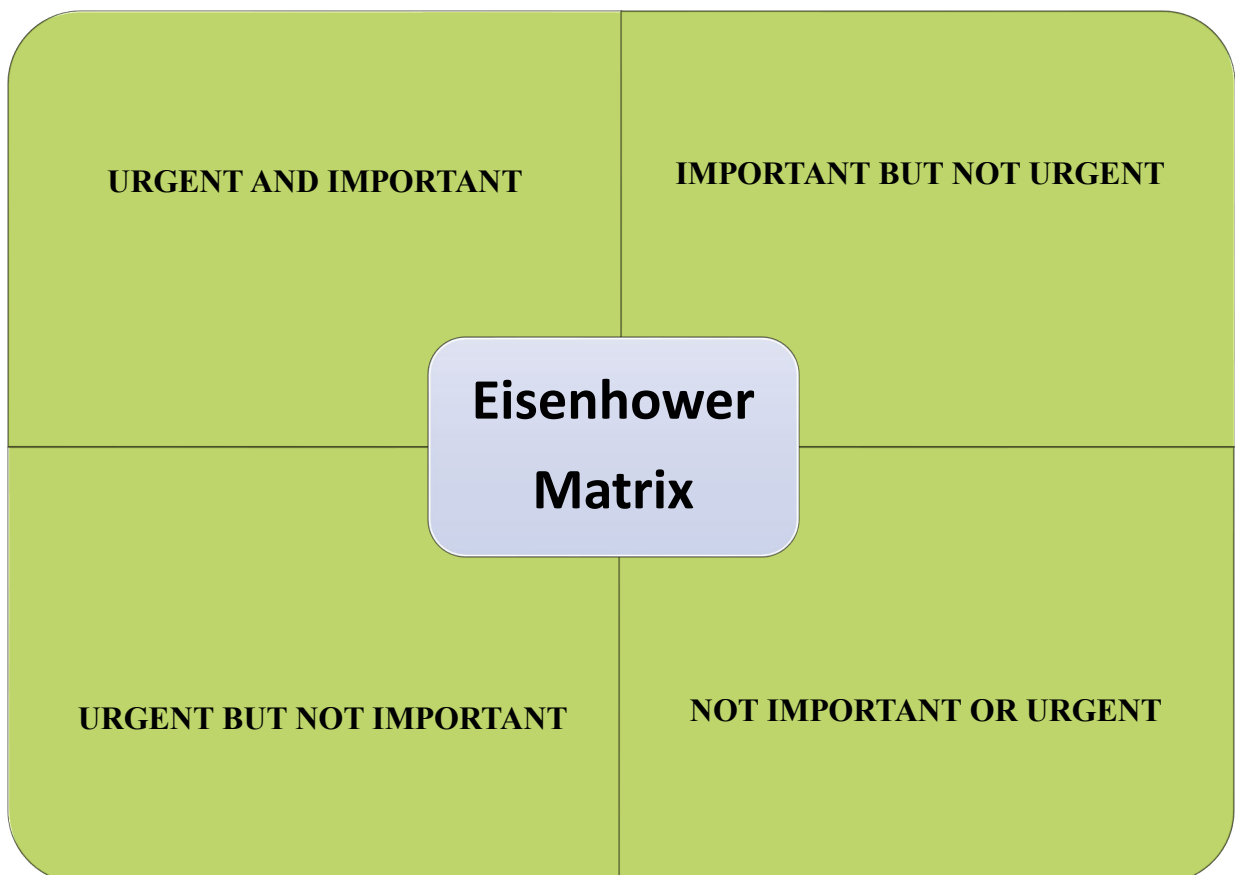 URGENT AND IMPORTANT
IMPORTANT BUT NOT URGENT
Eisenhower
Matrix
URGENT BUT NOT IMPORTANT
NOT IMPORTANT OR URGENT